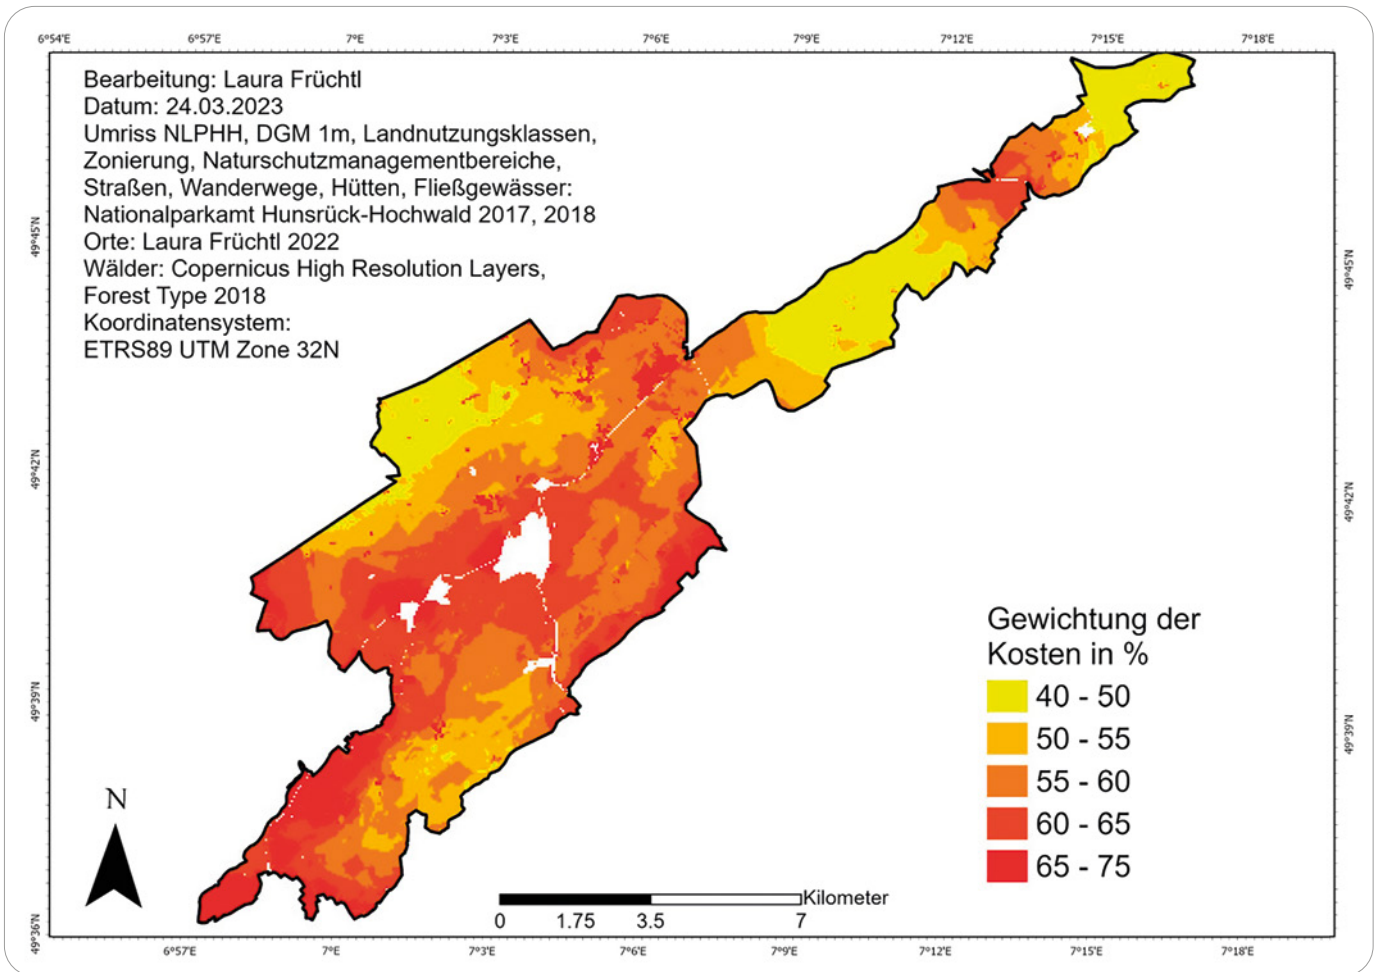 6°54'E 6°57'E 7°E 7°3'E 7°6'E 7°9'E 7°12'E 7°15'E 7°18'E
Bearbeitung: Laura Früchtl
Datum: 24.03.2023
Umriss NLPHH, DGM 1m, Landnutzungsklassen,
Zonierung, Naturschutzmanagementbereiche,
Straßen, Wanderwege, Hütten, Fließgewässer:
Nationalparkamt Hunsrück-Hochwald 2017, 2018
Orte: Laura Früchtl 2022
Wälder: Copernicus High Resolution Layers,
Forest Type 2018
Koordinatensystem:
ETRS89 UTM Zone 32N
49°45'N
49°42'N
49°39'N
49°36'N
49°45'N
49°42'N
49°39'N
Gewichtung der
Kosten in %
40 - 50
50 - 55
55 - 60
60 - 65
65 - 75
N
Kilometer
0 1.75 3.5 7
6°57'E 7°E 7°3'E 7°6'E 7°9'E 7°12'E 7°15'E 7°18'E